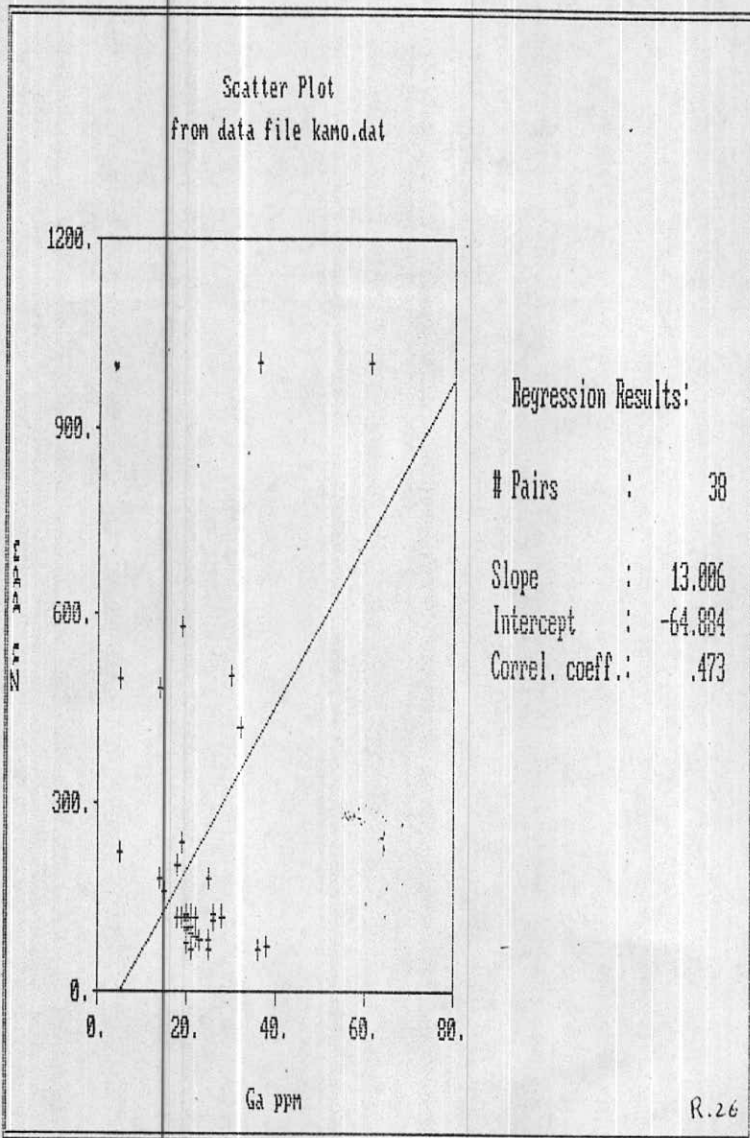 Scatter Plot
from data file kamo.dat
1200.
900.
600.
300.
0.
0. 20. 40. 60. 80.
Ga ppm
Regression Results:
# Pairs : 38
Slope : 13.006
Intercept : -64.884
Correl. coeff.: .473
R.26